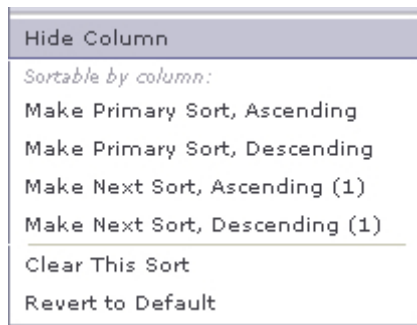 Hide Column
Sortable by column:
Make Primary Sort, Ascending
Make Primary Sort, Descending
Make Next Sort, Ascending (1)
Make Next Sort, Descending (1)
Clear This Sort
Revert to Default